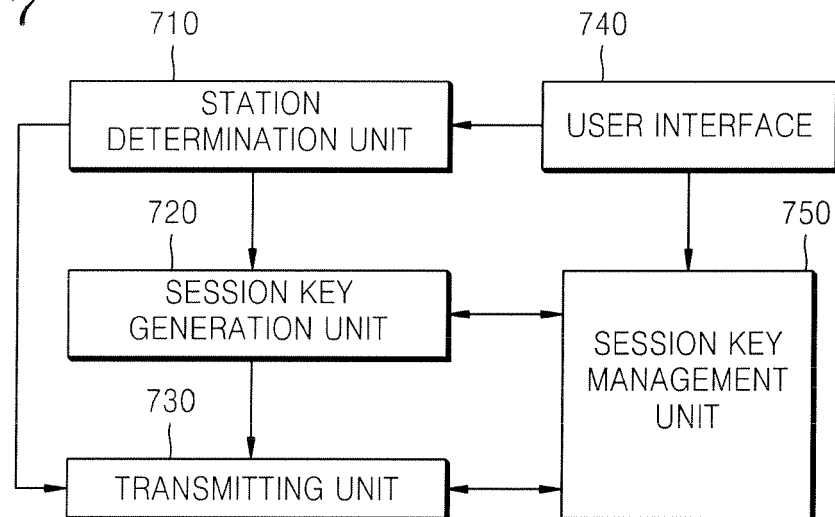 7
710
740
STATION
DETERMINATION UNIT
USER INTERFACE
720
750
SESSION KEY
GENERATION UNIT
SESSION KEY
MANAGEMENT
UNIT
730
TRANSMITTING UNIT